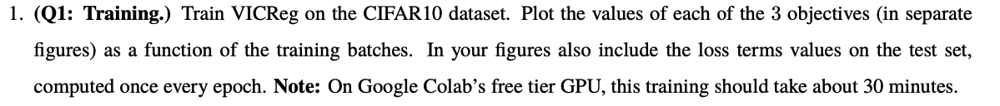 1. (Q1: Training.) Train VICReg on the CIFAR10 dataset. Plot the values of each of the 3 objectives (in separate
figures) as a function of the training batches. In your figures also include the loss terms values on the test set,
computed once every epoch. Note: On Google Colab’s free tier GPU, this training should take about 30 minutes.